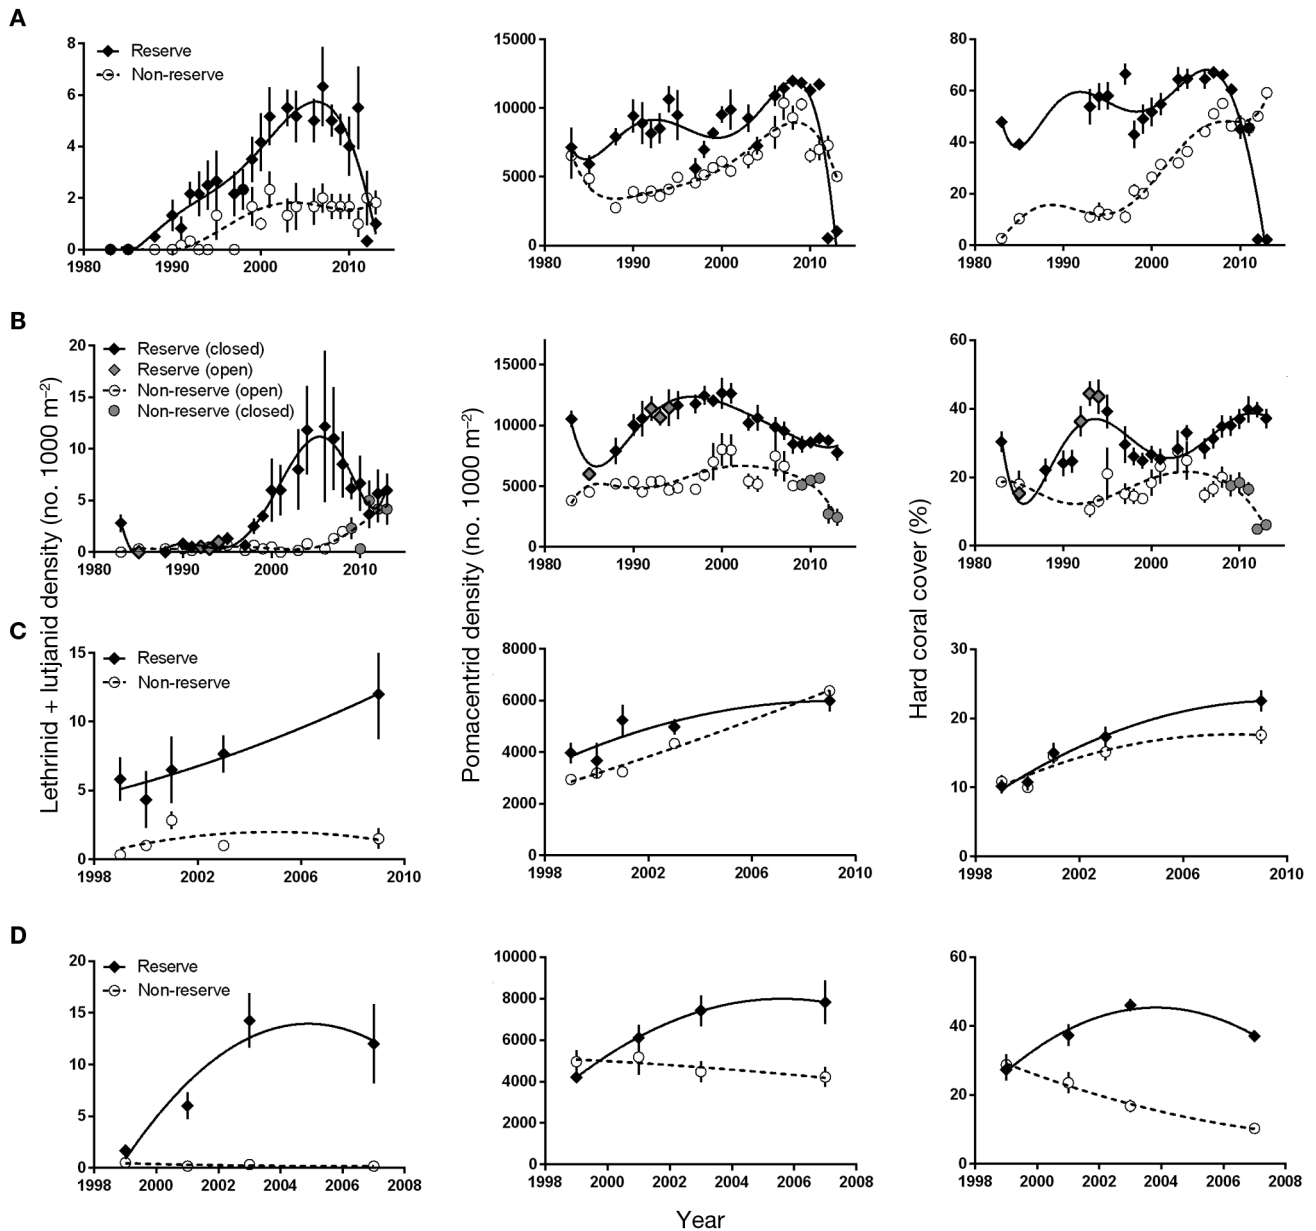 A
Reserve
Non-reserve
8
6
4
2
0
1980 1990 2000 2010
15000
10000
5000
0
1980 1990 2000 2010
80
60
40
20
0
1980 1990 2000 2010
B
Reserve (closed)
Reserve (open)
Non-reserve (open)
Non-reserve (closed)
20
15
10
5
0
1980 1990 2000 2010
15000
10000
5000
0
1980 1990 2000 2010
60
40
20
0
1980 1990 2000 2010
Lethrinid + lutjanid density (no. 1000 m⁻²)
Pomacentrid density (no. 1000 m⁻²)
Hard coral cover (%)
C
Reserve
Non-reserve
15
10
5
0
1998 2002 2006 2010
8000
6000
4000
2000
0
1998 2002 2006 2010
30
20
10
0
1998 2002 2006 2010
D
Reserve
Non-reserve
20
15
10
5
0
1998 2000 2002 2004 2006 2008
10000
8000
6000
4000
2000
0
1998 2000 2002 2004 2006 2008
60
40
20
0
1998 2000 2002 2004 2006 2008
Year